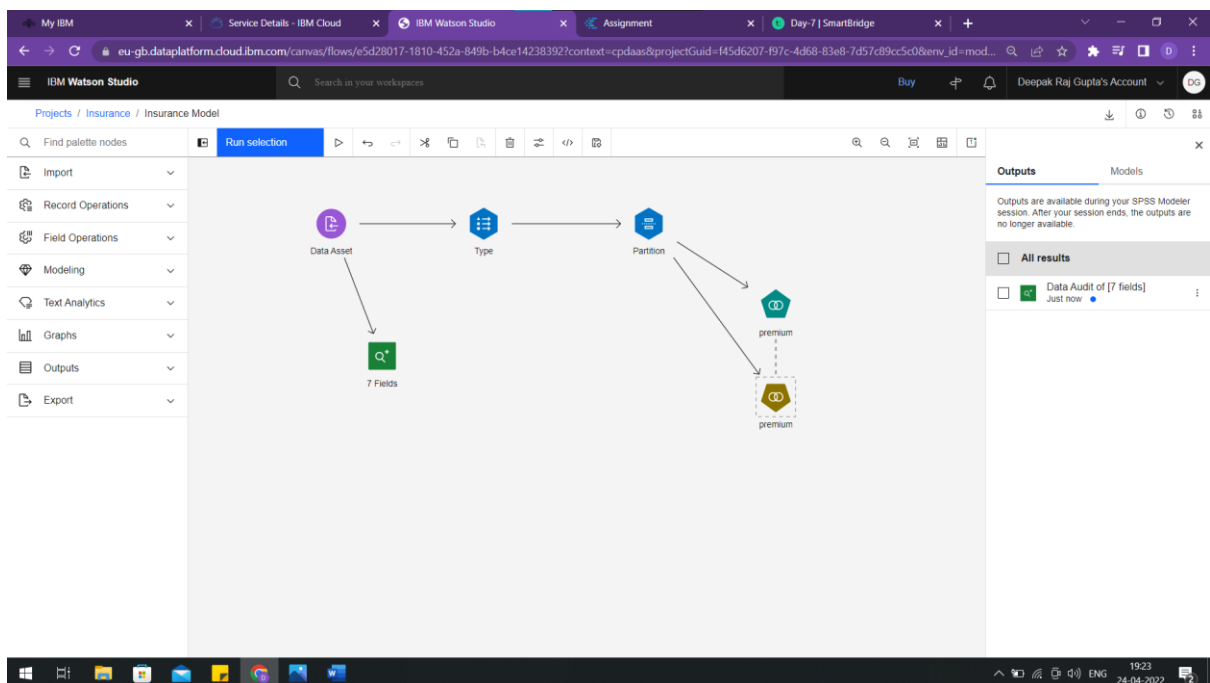 My IBM
Service Details - IBM Cloud
IBM Watson Studio
Assignment
Day-7 | SmartBridge
eu-gb.dataplatform.cloud.ibm.com/canvas/flows/e5d28017-1810-452a-849b-b4ce14238392?context=cpdaas&projectGuid=f45d6207-f97c-4d68-83e8-7d57c89cc5c0&env_id=mod...
IBM Watson Studio
Search in your workspaces
Buy
Deepak Raj Gupta's Account
DG
Projects / Insurance / Insurance Model
Find palette nodes
Run selection
Import
Record Operations
Field Operations
Modeling
Text Analytics
Graphs
Outputs
Export
Data Asset
Type
Partition
7 Fields
premium
premium
Outputs
Models
Outputs are available during your SPSS Modeler
session. After your session ends, the outputs are
no longer available.
All results
Data Audit of [7 fields]
Just now
ENG
19:23
24-04-2022